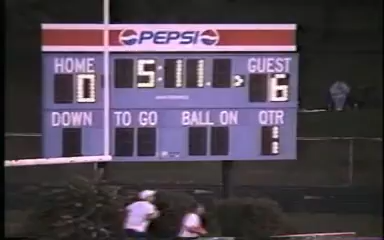 PEPSI
HOME GUEST
0 5:11. 6
DOWN TO GO BALL ON QTR
1